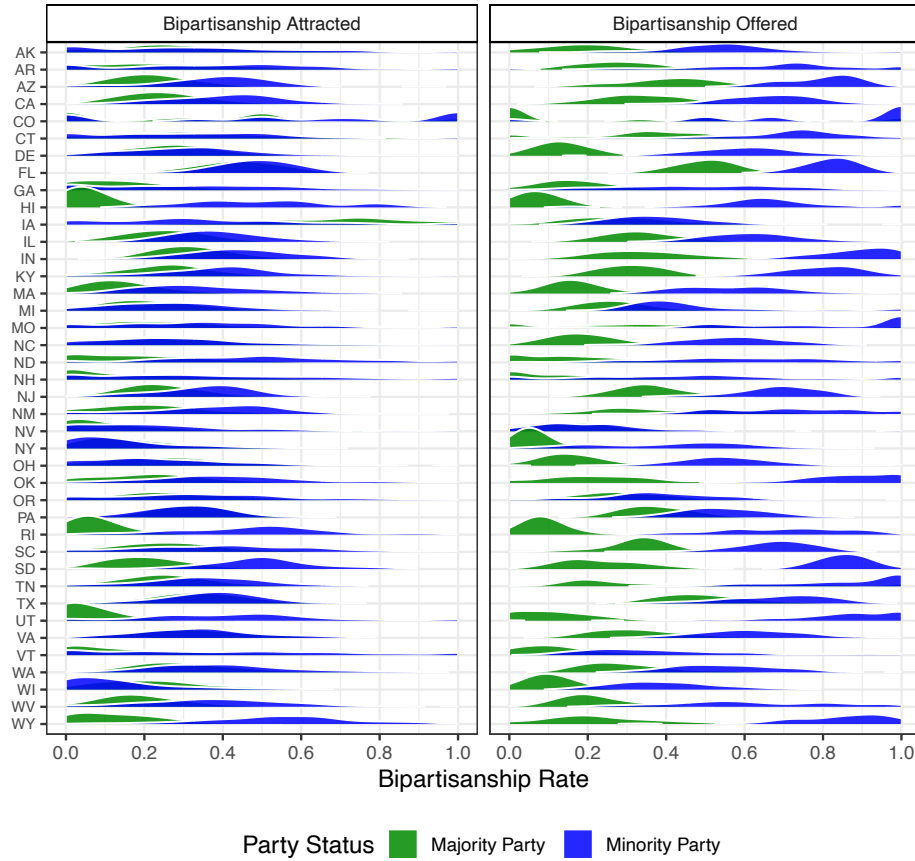 Bipartisanship Attracted
Bipartisanship Offered
AK
AR
AZ
CA
CO
CT
DE
FL
GA
HI
IA
IL
IN
KY
MA
MI
MO
NC
ND
NH
NJ
NM
NV
NY
OH
OK
OR
PA
RI
SC
SD
TN
TX
UT
VA
VT
WA
WI
WV
WY
0.0 0.2 0.4 0.6 0.8 1.0 0.0 0.2 0.4 0.6 0.8 1.0
Bipartisanship Rate
Party Status Majority Party Minority Party